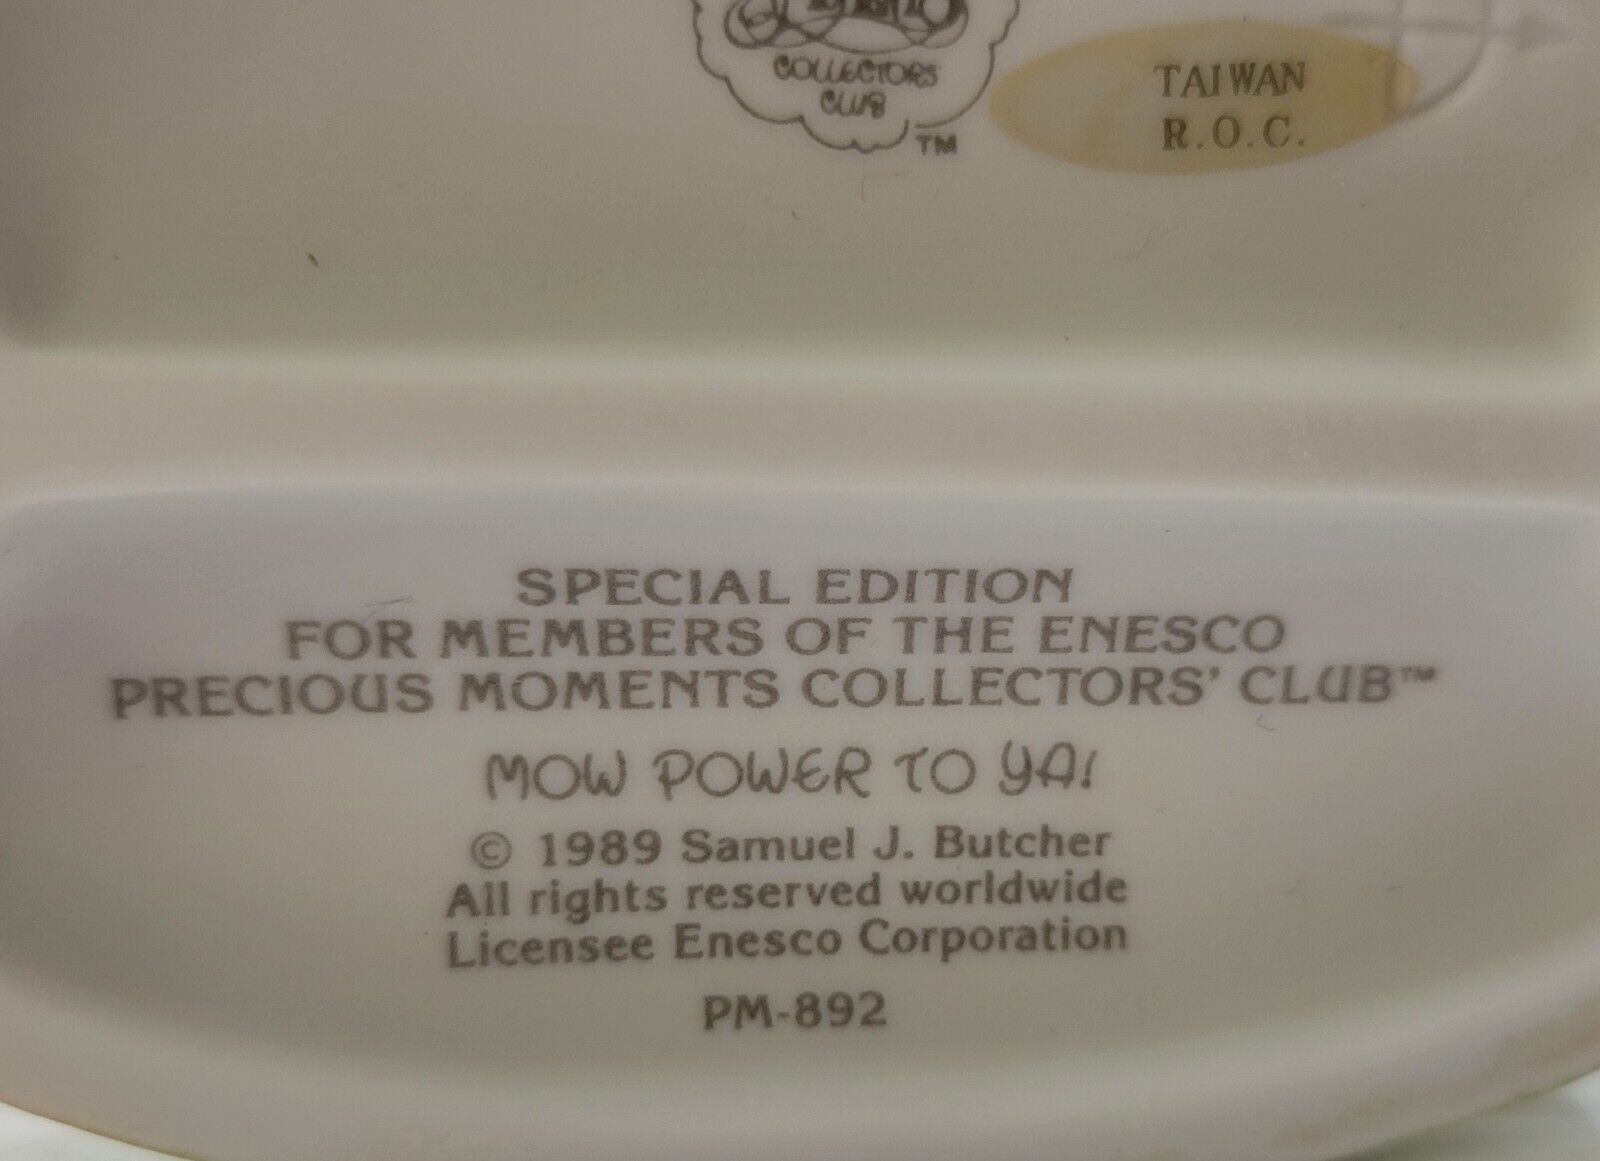 COLLECTORS
CLUB
TM
TAIWAN
R.O.C.
SPECIAL EDITION
FOR MEMBERS OF THE ENESCO
PRECIOUS MOMENTS COLLECTORS' CLUB™
MOW POWER TO YA!
© 1989 Samuel J. Butcher
All rights reserved worldwide
Licensee Enesco Corporation
PM-892